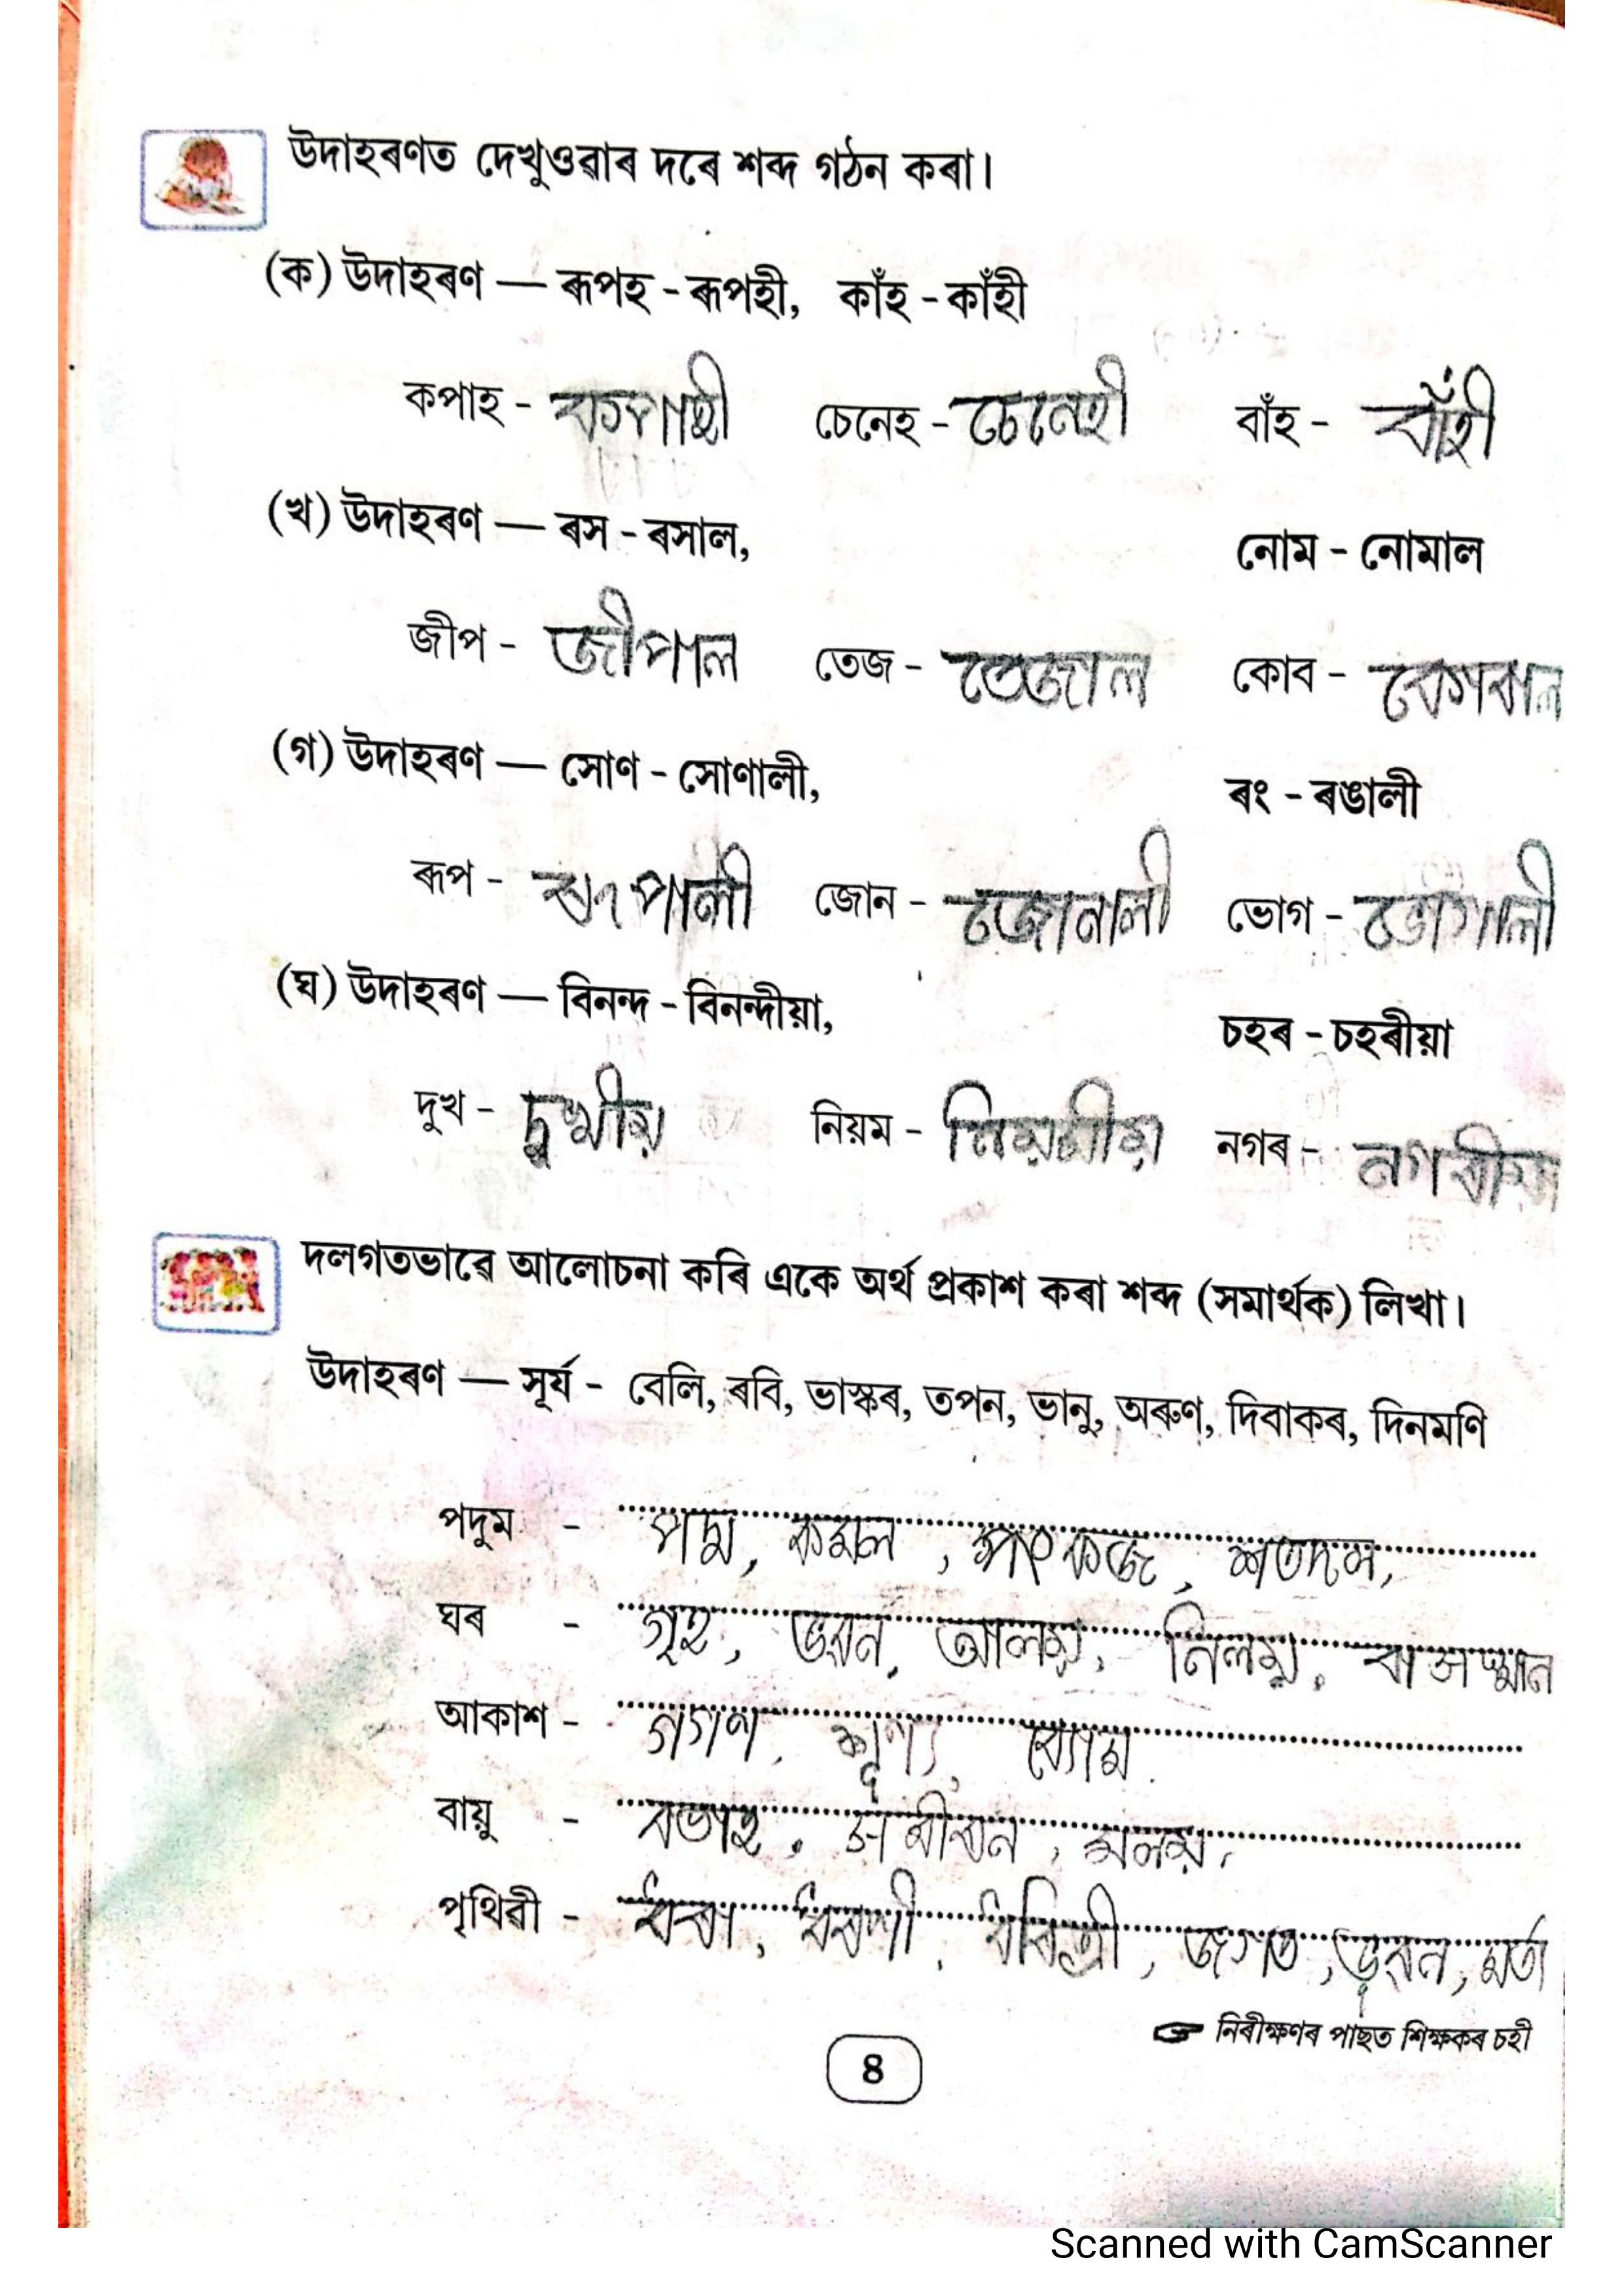 উদাহৰণত দেখুওৱাৰ দৰে শব্দ গঠন কৰা।
(ক) উদাহৰণ — ৰূপহ - ৰূপহী, কাঁহ - কাঁহী
কপাহ - কপাহী চেনেহ - চেনেহী বাঁহ - বাঁহী
(খ) উদাহৰণ — ৰস - ৰসাল, নোম - নোমাল
জীপ - জীপাল তেজ - তেজাল কোব - কোবাল
(গ) উদাহৰণ — সোণ - সোণালী, ৰং - ৰঙালী
ৰূপ - ৰূপালী জোন - জোনালী ভোগ - ভোগালী
(ঘ) উদাহৰণ — বিনন্দ - বিনন্দীয়া, চহৰ - চহৰীয়া
দুখ - দুখীয়া নিয়ম - নিয়মীয়া নগৰ - নগৰীয়া
দলগতভাৱে আলোচনা কৰি একে অৰ্থ প্ৰকাশ কৰা শব্দ (সমাৰ্থক) লিখা।
উদাহৰণ — সূৰ্য - বেলি, ৰবি, ভাস্কৰ, তপন, ভানু, অৰুণ, দিবাকৰ, দিনমণি
পদুম - পদ্ম, কমল, পংকজ, শতদল,
ঘৰ - গৃহ, ভৱন, আলয়, নিলয়, বাসস্থান
আকাশ - গগণ, শূণ্য, ব্যোম
বায়ু - বতাহ, সমীৰন, মলয়,
পৃথিৱী - ধৰা, ধৰণী, ধৰিত্ৰী, জগত, ভূৱন, মৰ্ত্য
☞ নিৰীক্ষণৰ পাছত শিক্ষকৰ চহী
8
Scanned with CamScanner